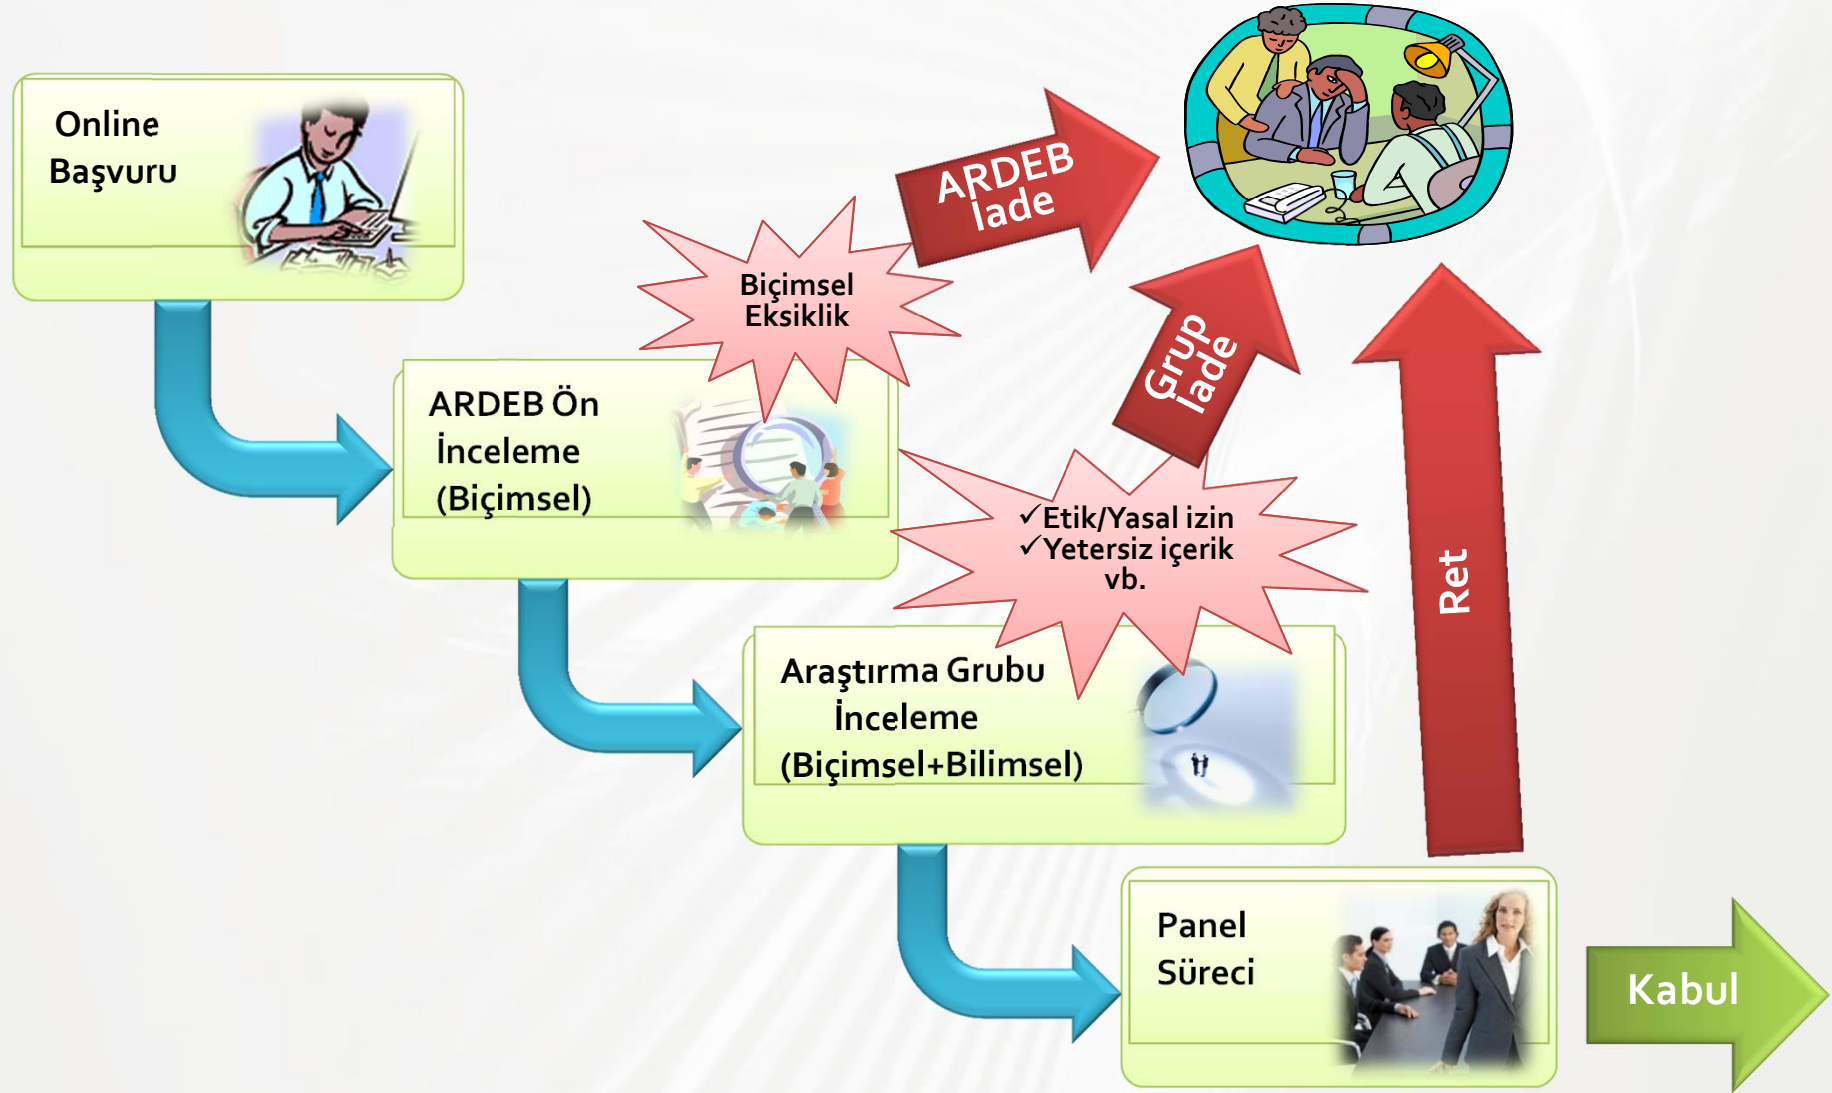 Online
Başvuru
ARDEB
İade
Biçimsel
Eksiklik
Grup
İade
ARDEB Ön
İnceleme
(Biçimsel)
✓Etik/Yasal izin
✓Yetersiz içerik
vb.
Ret
Araştırma Grubu
İnceleme
(Biçimsel+Bilimsel)
Panel
Süreci
Kabul